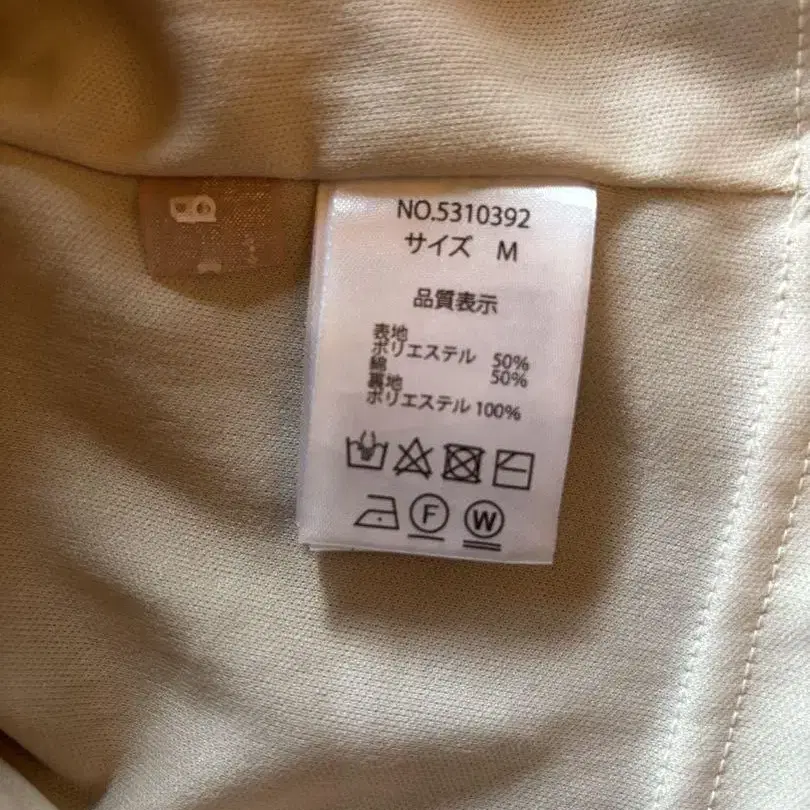 NO.5310392
サイズ M
品質表示
表地
ポリエステル 50%
綿 50%
裏地
ポリエステル 100%
F
W